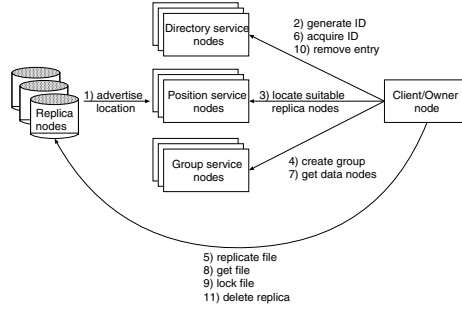 Directory service
nodes
2) generate ID
6) acquire ID
10) remove entry
Replica
nodes
1) advertise
location
Position service
nodes
3) locate suitable
replica nodes
Client/Owner
node
Group service
nodes
4) create group
7) get data nodes
5) replicate file
8) get file
9) lock file
11) delete replica